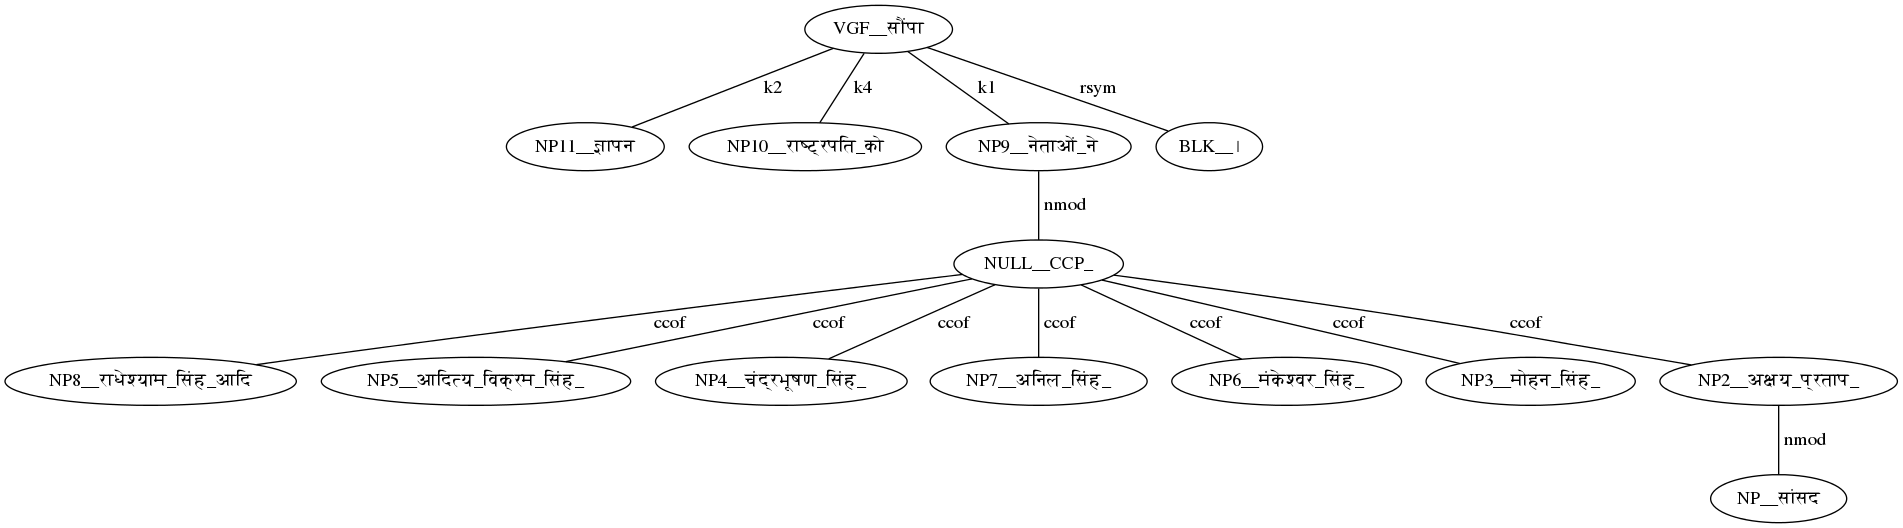 VGF__सौंपा
k2 k4 k1 rsym
NP11__ज्ञापन NP10__राष्ट्रपति_को NP9__नेताओं_ने BLK__।
nmod
NULL__CCP_
ccof ccof ccof ccof ccof ccof ccof
NP8__राधेश्याम_सिंह_आदि NP5__आदित्य_विक्रम_सिंह_ NP4__चंद्रभूषण_सिंह_ NP7__अनिल_सिंह_ NP6__मंकेश्वर_सिंह_ NP3__मोहन_सिंह_ NP2__अक्षय_प्रताप_
nmod
NP__सांसद